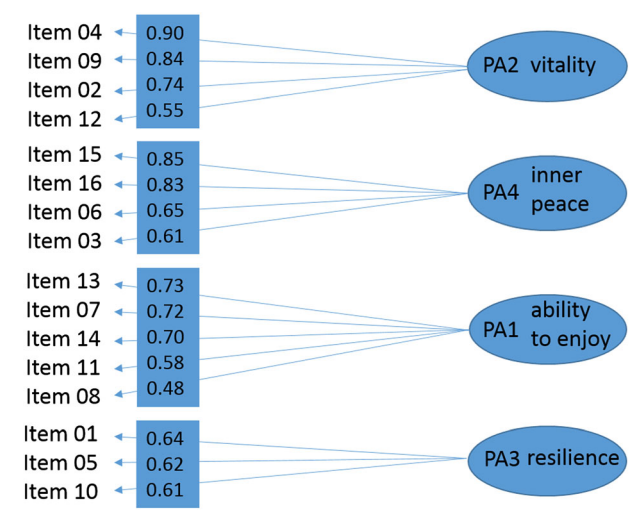 Item 04 0.90
Item 09 0.84
Item 02 0.74
Item 12 0.55
PA2 vitality
Item 15 0.85
Item 16 0.83
Item 06 0.65
Item 03 0.61
PA4 inner
peace
Item 13 0.73
Item 07 0.72
Item 14 0.70
Item 11 0.58
Item 08 0.48
PA1 ability
to enjoy
Item 01 0.64
Item 05 0.62
Item 10 0.61
PA3 resilience